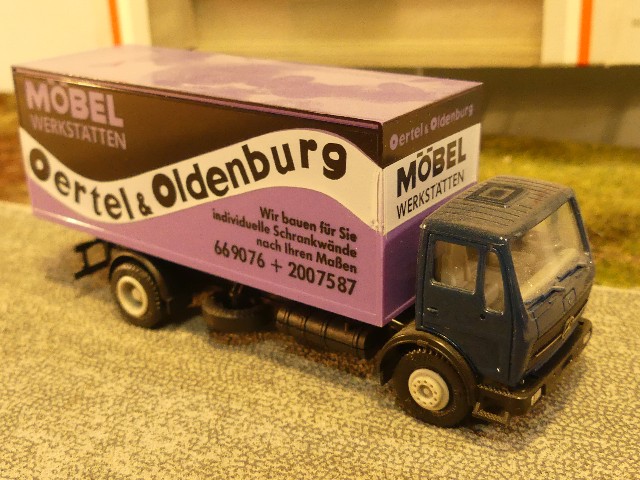 MÖBEL
WERKSTÄTTEN
Oertel & Oldenburg
Wir bauen für Sie
individuelle Schrankwände
nach Ihren Maßen
669076 + 2007587
Oertel & Oldenburg
MÖBEL
WERKSTÄTTEN